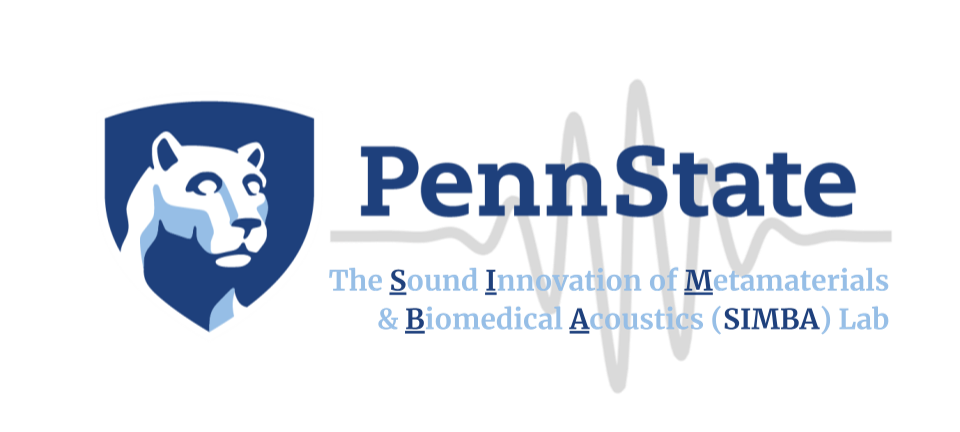 PennState
The Sound Innovation of Metamaterials
& Biomedical Acoustics (SIMBA) Lab